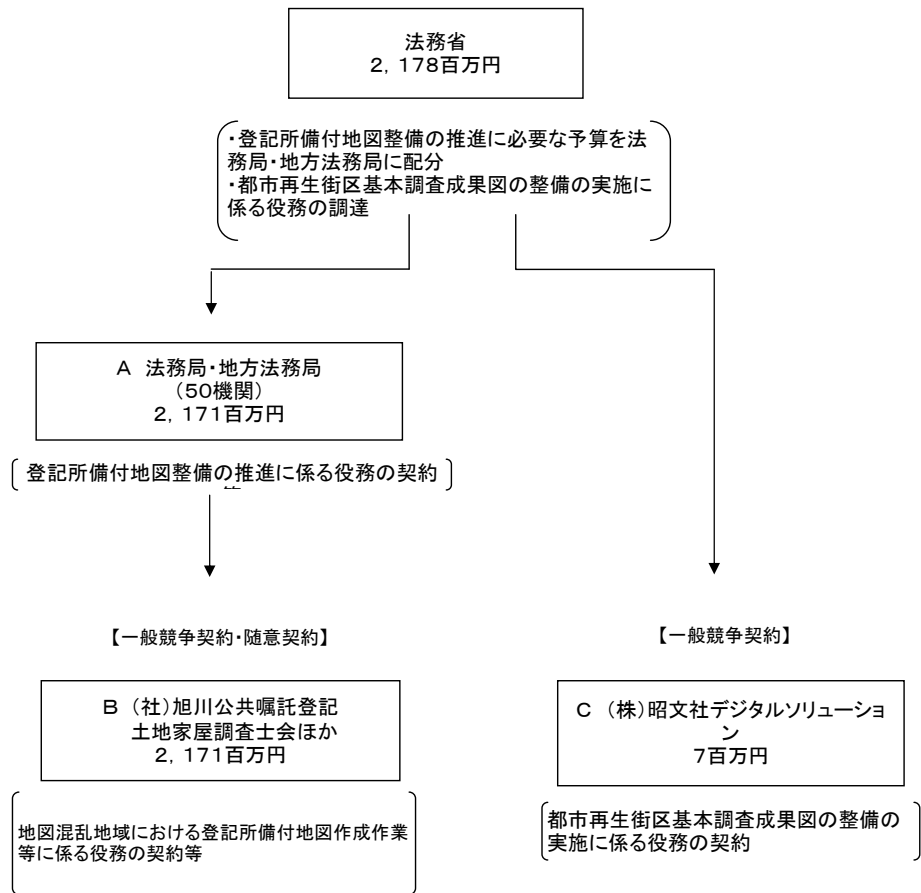 法務省
2，178百万円
・登記所備付地図整備の推進に必要な予算を法
務局・地方法務局に配分
・都市再生街区基本調査成果図の整備の実施に
係る役務の調達
A　法務局・地方法務局
（50機関）
2，171百万円
登記所備付地図整備の推進に係る役務の契約
【一般競争契約・随意契約】
【一般競争契約】
B （社）旭川公共嘱託登記
土地家屋調査士会ほか
2，171百万円
C （株）昭文社デジタルソリューショ
ン
7百万円
地図混乱地域における登記所備付地図作成作業
等に係る役務の契約等
都市再生街区基本調査成果図の整備の
実施に係る役務の契約